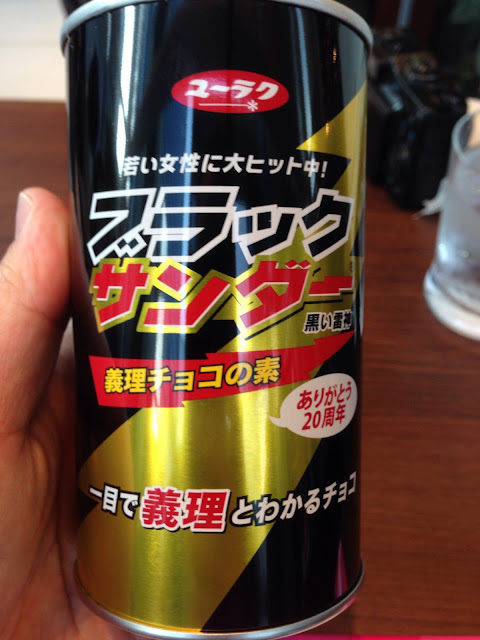 ユーラク
若い女性に大ヒット中!
ブラック
サンダー
黒い雷神
義理チョコの素
ありがとう
20周年
一目で義理とわかるチョコ